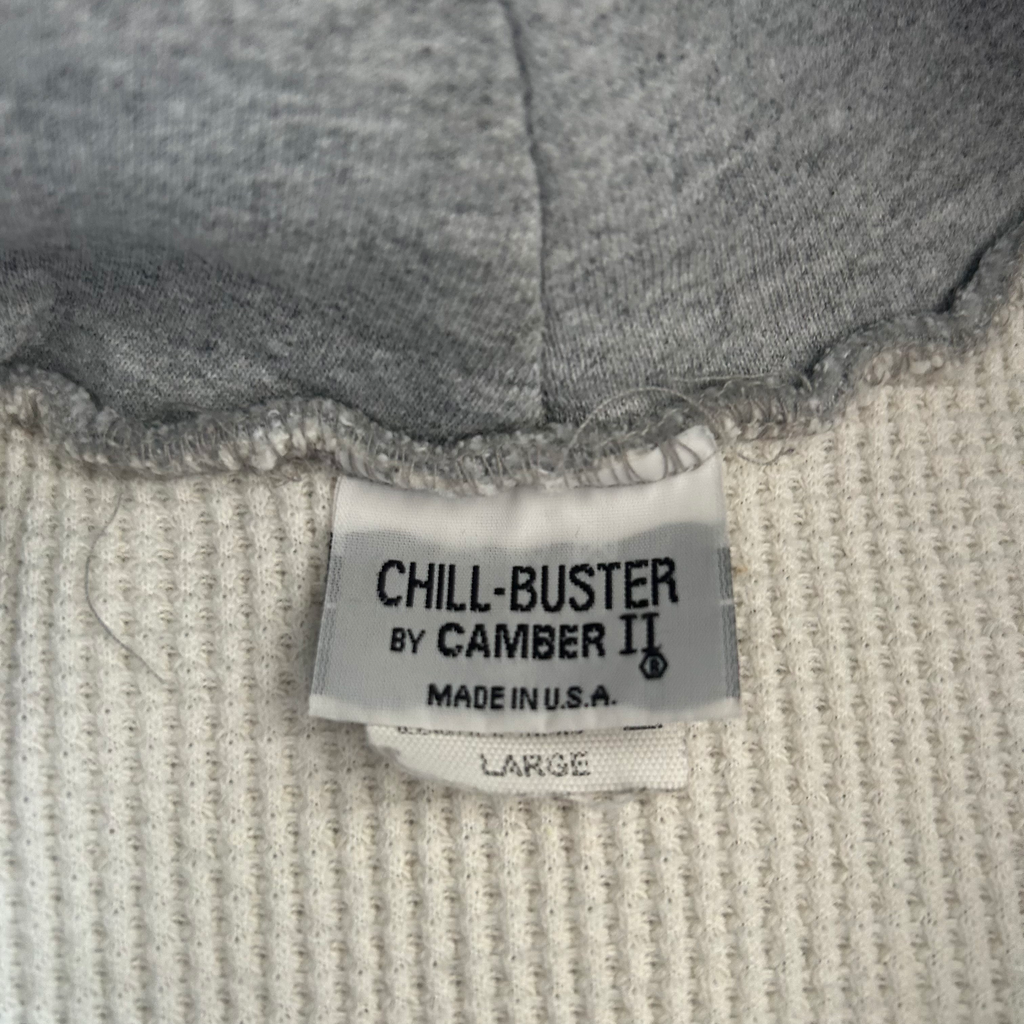 CHILL-BUSTER
BY CAMBER II®
MADE IN U.S.A.
LARGE